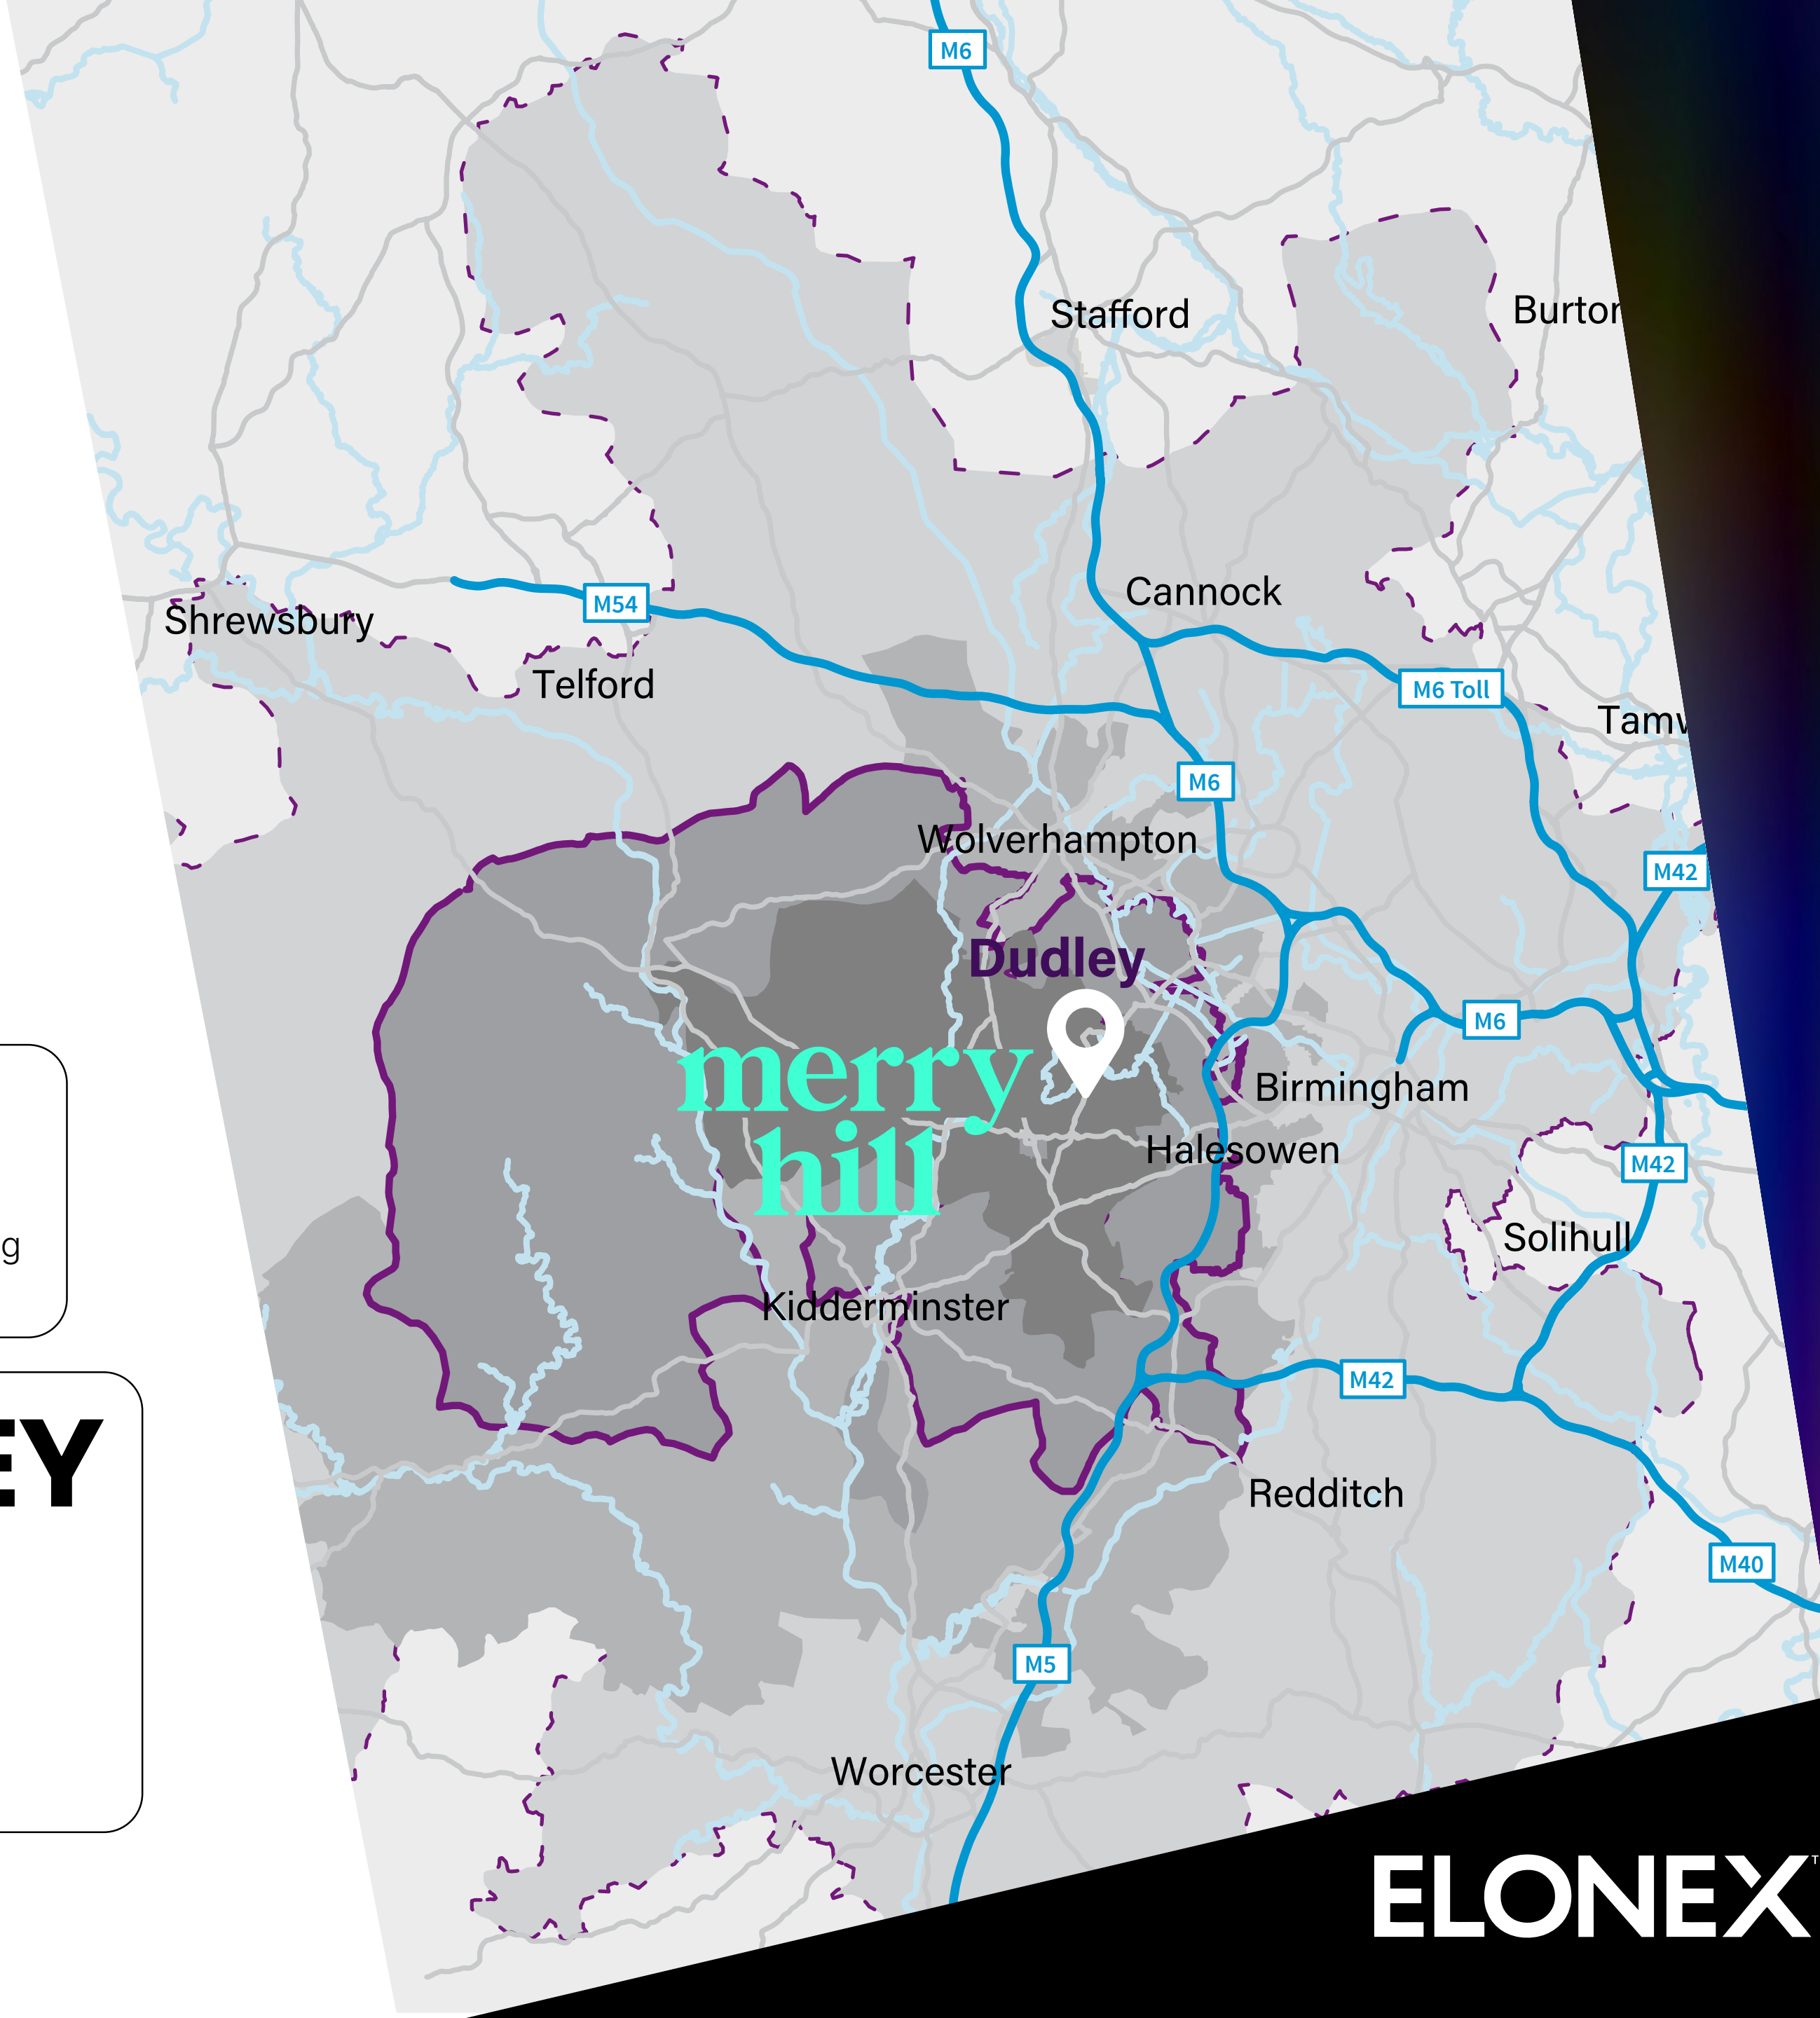 M6
Stafford
Burton
Cannock
M54
Shrewsbury
Telford
M6 Toll
Tamw
M6
Wolverhampton
M42
Dudley
M6
merry
hill
Birmingham
Halesowen
M42
g
Solihull
Kidderminster
M42
EY
Redditch
M40
M5
Worcester
ELONEX